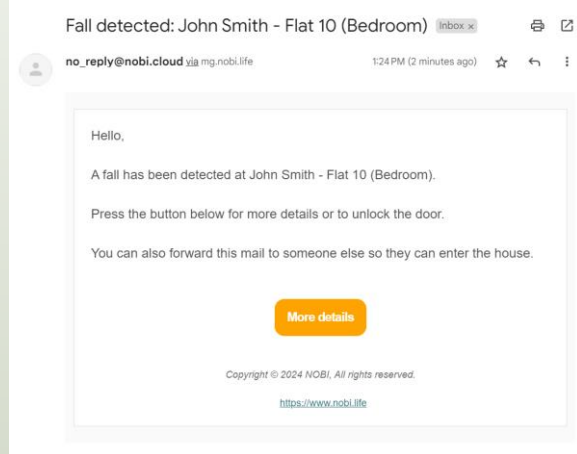 Fall detected: John Smith - Flat 10 (Bedroom) Inbox ×
no_reply@nobi.cloud via mg.nobi.life 1:24 PM (2 minutes ago)
Hello,
A fall has been detected at John Smith - Flat 10 (Bedroom).
Press the button below for more details or to unlock the door.
You can also forward this mail to someone else so they can enter the house.
More details
Copyright © 2024 NOBI, All rights reserved.
https://www.nobi.life